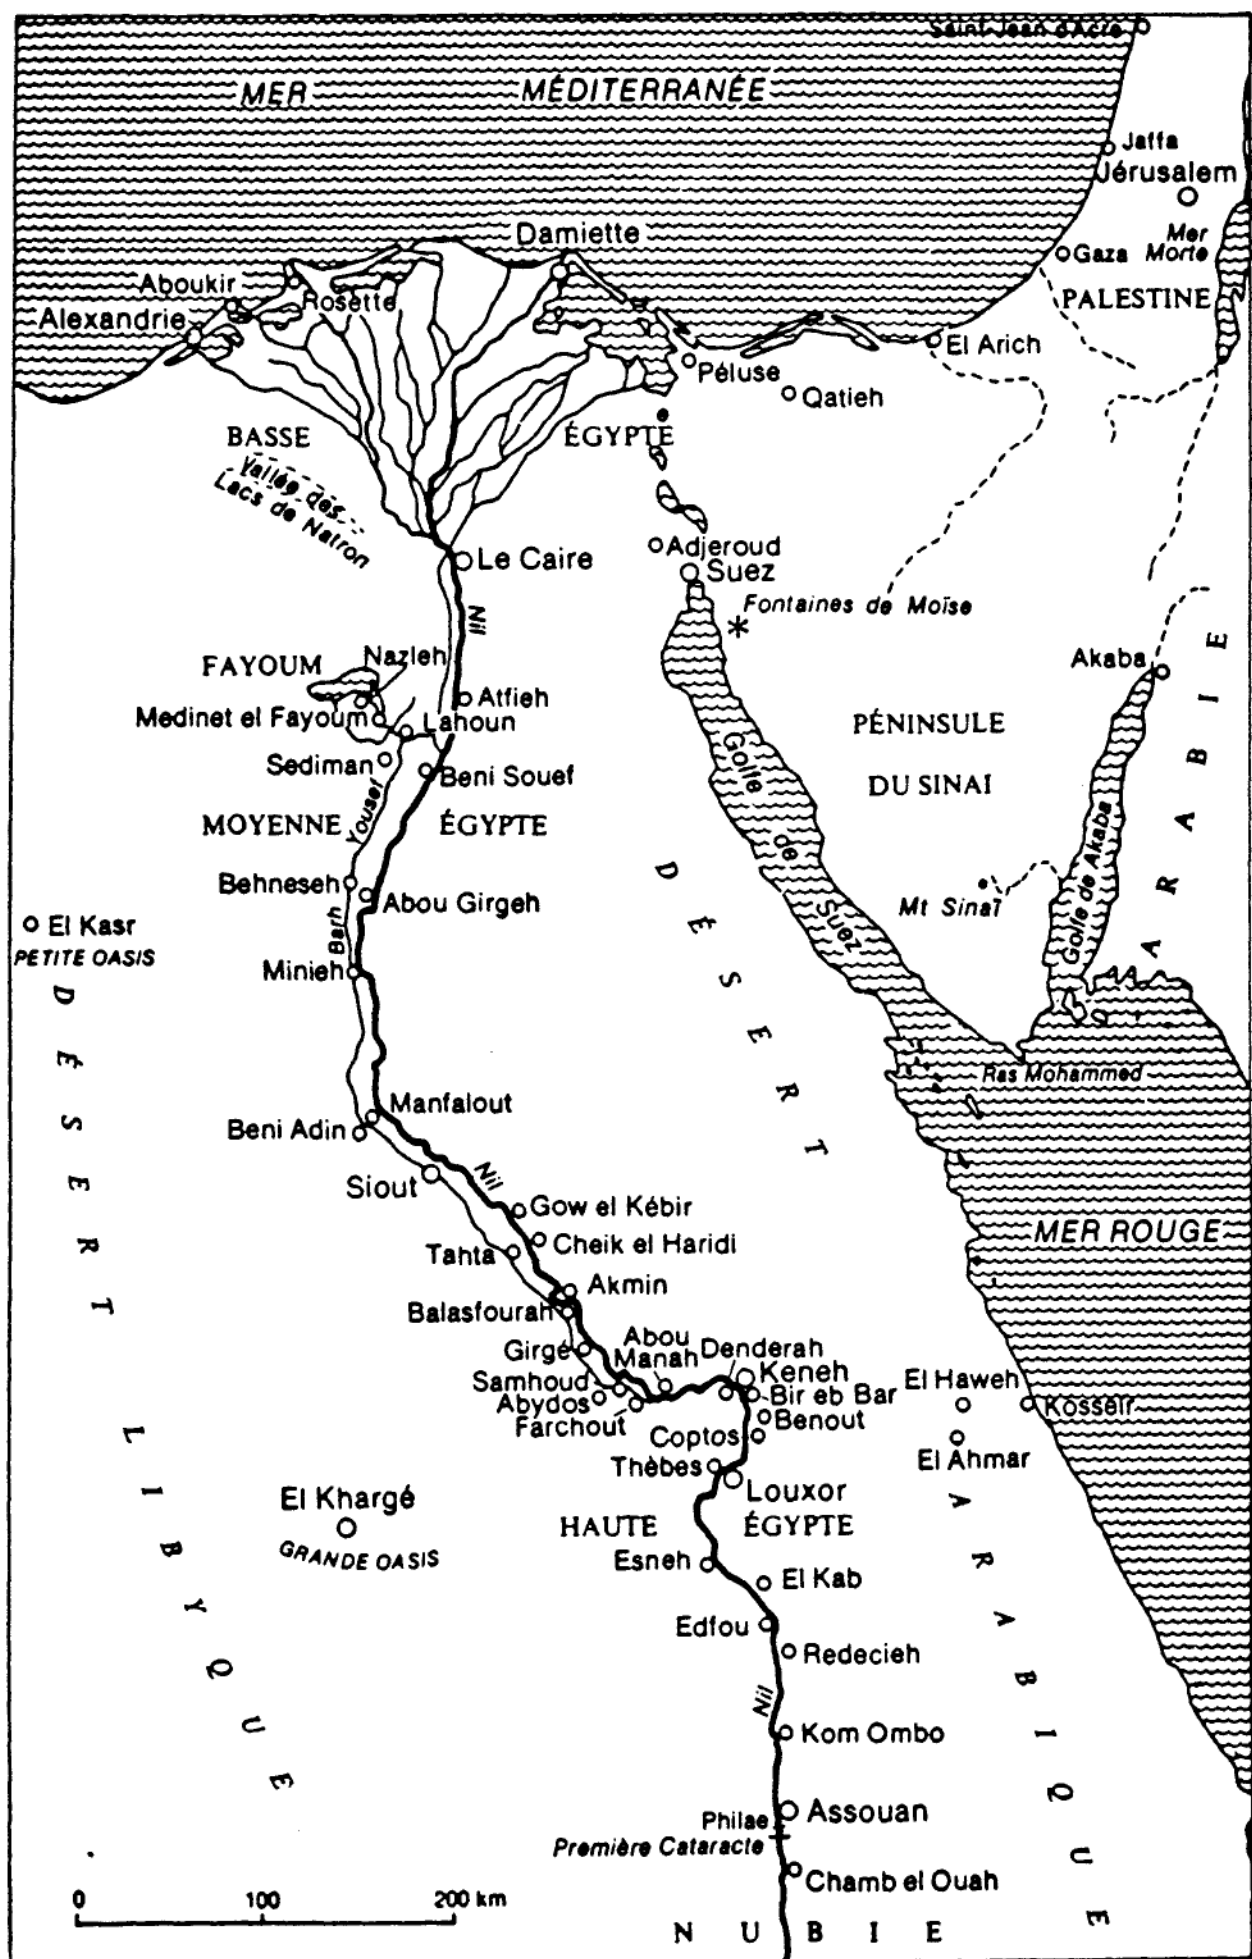 Saint-Jean d'Acre
MER MÉDITERRANÉE
Jaffa
Jérusalem
Damiette
Mer
Morte
Gaza
Aboukir
Rosette
PALESTINE
Alexandrie
El Arich
Péluse
Qatieh
BASSE ÉGYPTE
Vallée des
Lacs de Natron
Adjeroud
Le Caire
Suez
Fontaines de Moïse
Nil
Nazleh
FAYOUM
Akaba
Atfieh
Medinet el Fayoum
Lahoun
PÉNINSULE
DU SINAI
Golfe de Suez
Sediman
Beni Souef
Yousef
MOYENNE ÉGYPTE
Golfe de Akaba
ARABIE
Behneseh
Abou Girgeh
Mt Sinaï
El Kasr
PETITE OASIS
Barh
Minieh
Ras Mohammed
Manfalout
Beni Adin
Nil
Siout
Gow el Kébir
MER ROUGE
Cheik el Haridi
Tahta
Akmin
Balasfourah
Girgé
Abou
Manah
Denderah
Keneh
Samhoud
Bir eb Bar
El Haweh
Kosseir
Abydos
Farchout
Benout
Coptos
El Ahmar
Thèbes
Louxor
El Khargé
GRANDE OASIS
HAUTE ÉGYPTE
Esneh
El Kab
Edfou
Redecieh
Nil
Kom Ombo
Assouan
Philae
Première Cataracte
Chamb el Ouah
DÉSERT LIBYQUE
DÉSERT ARABIQUE
0 100 200 km
NUBIE